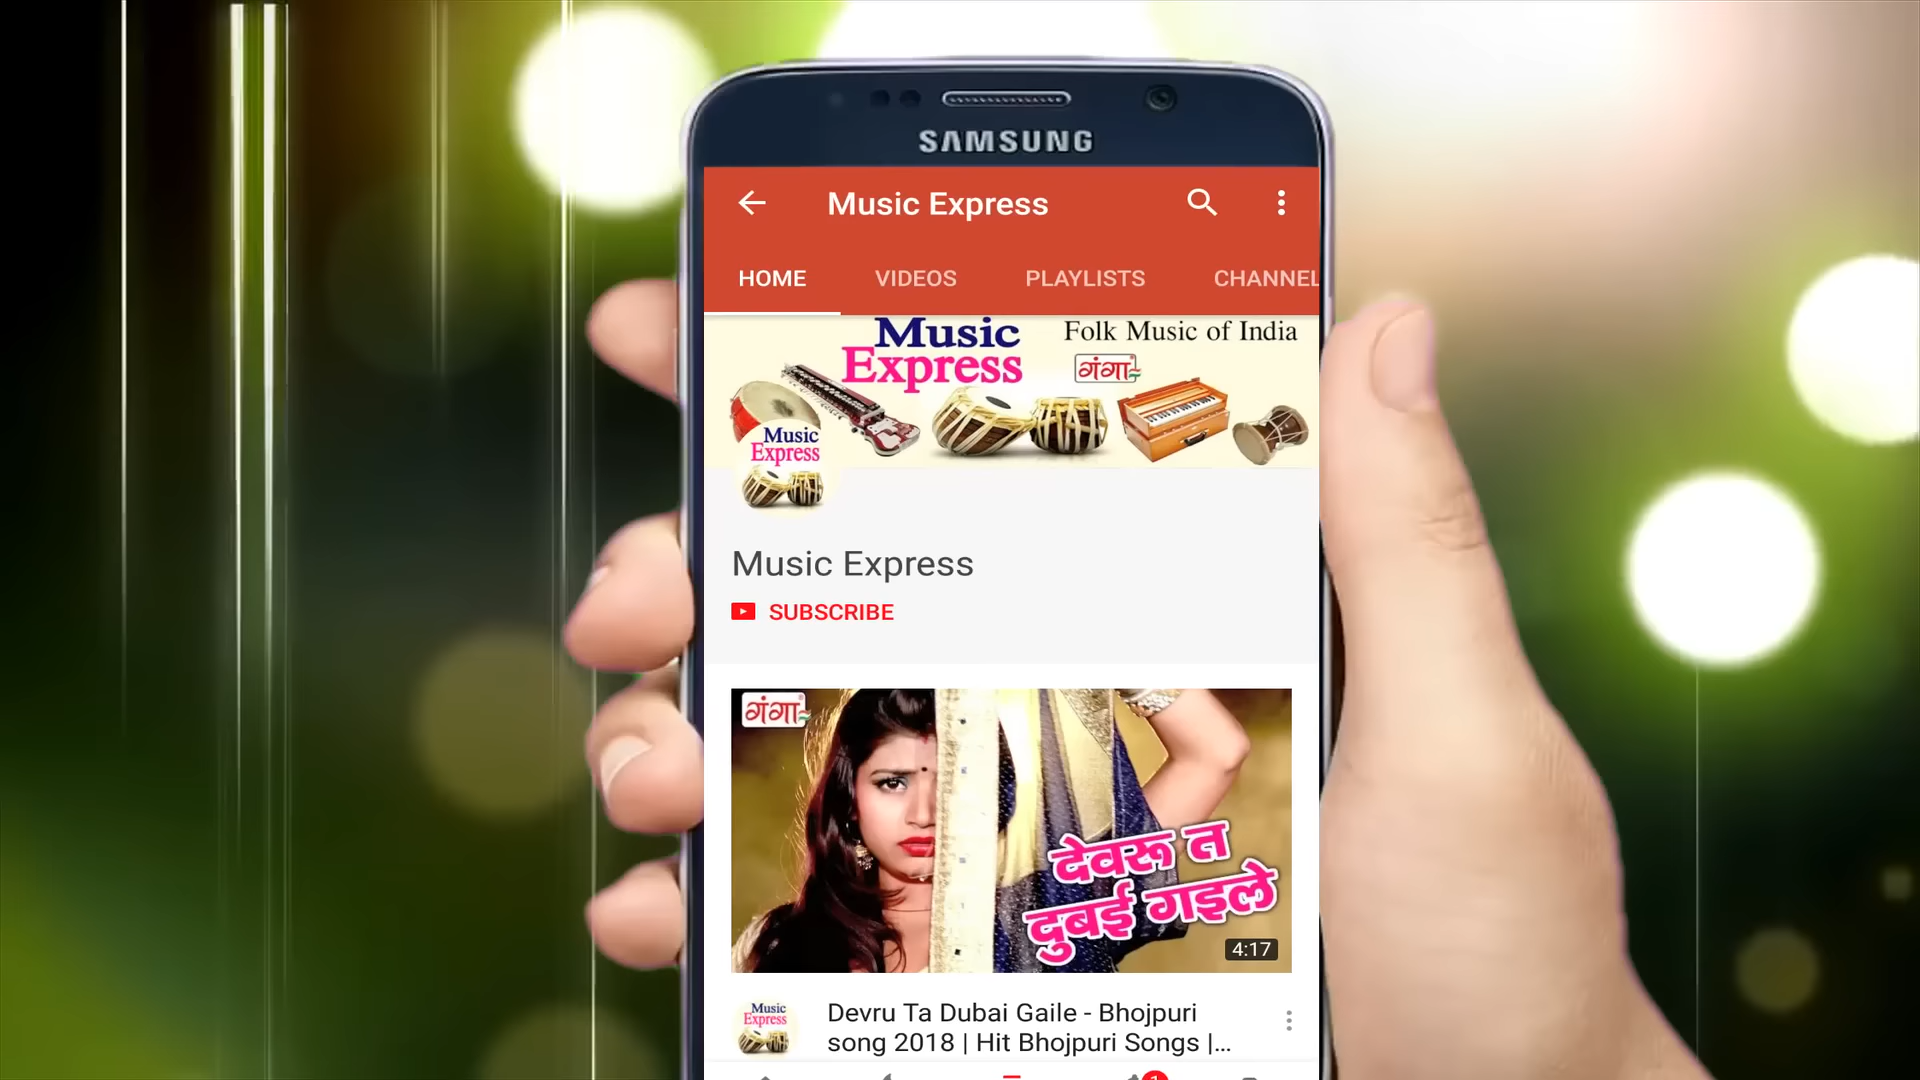 SAMSUNG
Music Express
HOME VIDEOS PLAYLISTS CHANNEL
Music
Express
Folk Music of India
गंगा
Music
Express
Music Express
SUBSCRIBE
गंगा
देवरू त
दुबई गइले
4:17
Music
Express
Devru Ta Dubai Gaile - Bhojpuri
song 2018 | Hit Bhojpuri Songs |...
1